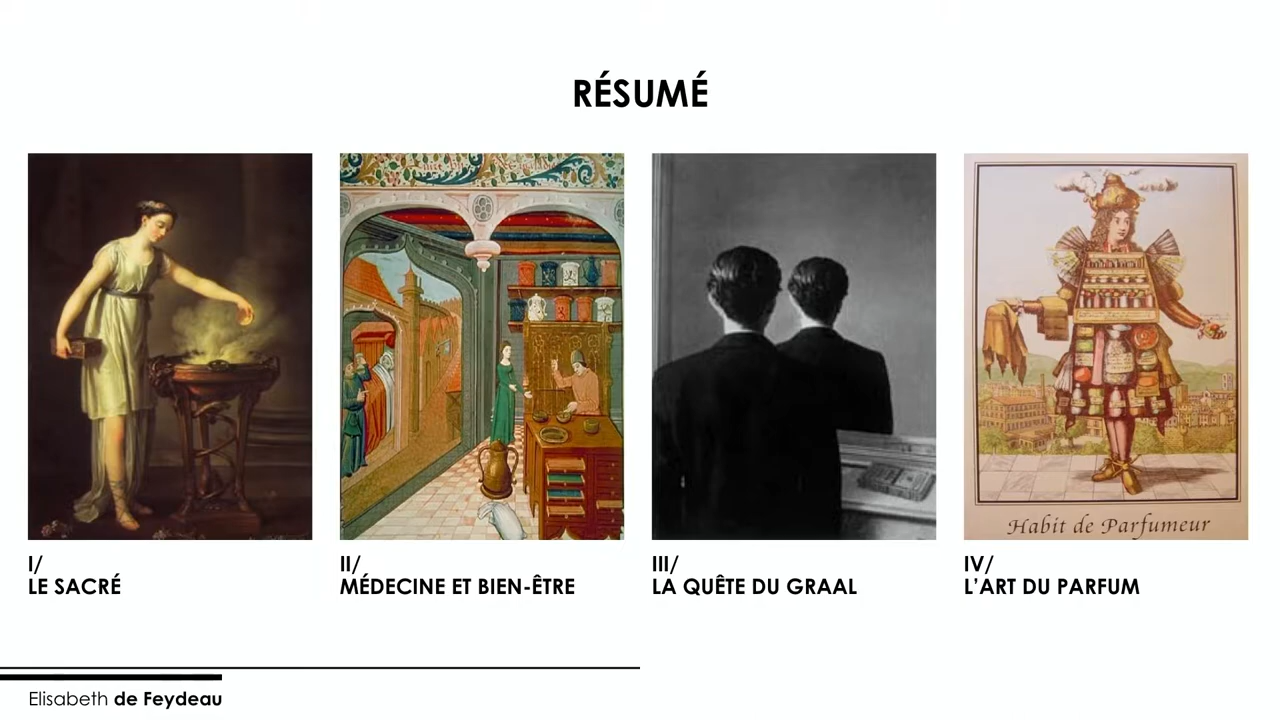 RÉSUMÉ
Habit de Parfumeur
I/
LE SACRÉ
II/
MÉDECINE ET BIEN-ÊTRE
III/
LA QUÊTE DU GRAAL
IV/
L’ART DU PARFUM
Elisabeth de Feydeau